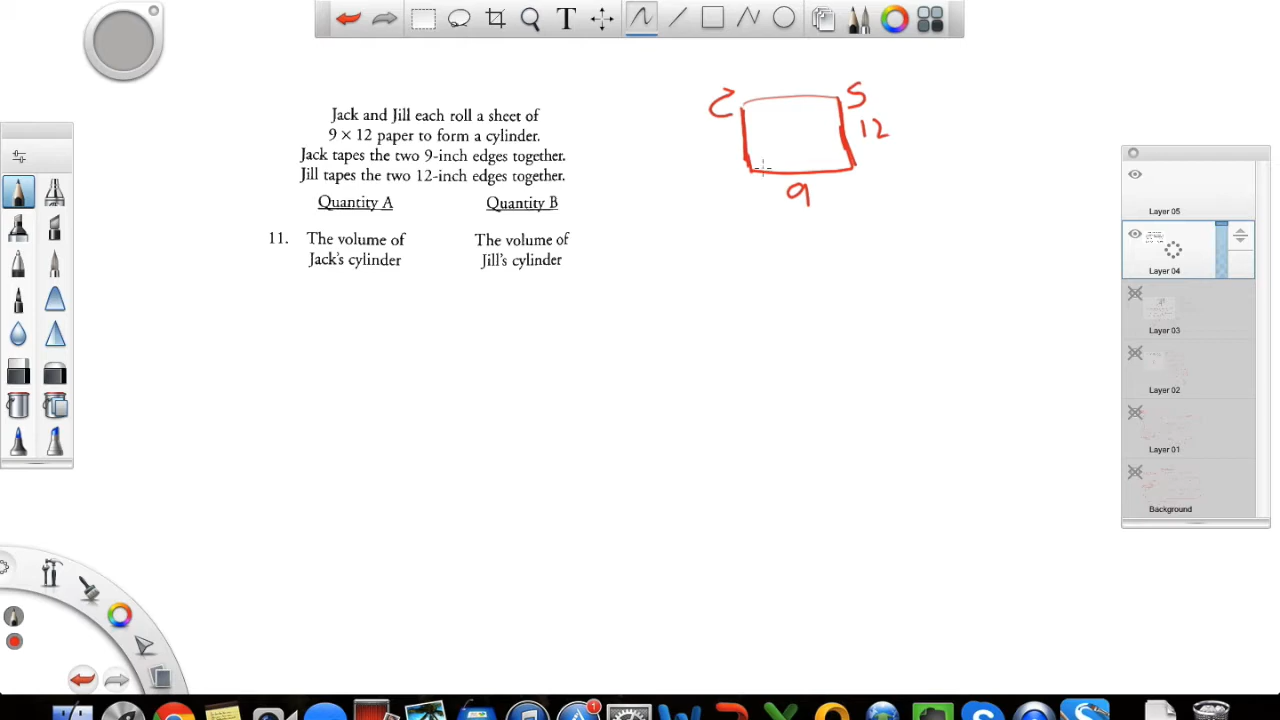 Jack and Jill each roll a sheet of
9 × 12 paper to form a cylinder.
Jack tapes the two 9-inch edges together.
Jill tapes the two 12-inch edges together.
Quantity A Quantity B
11. The volume of The volume of
Jack's cylinder Jill's cylinder
12
9
Layer 05
Layer 04
Layer 03
Layer 02
Layer 01
Background
T
1